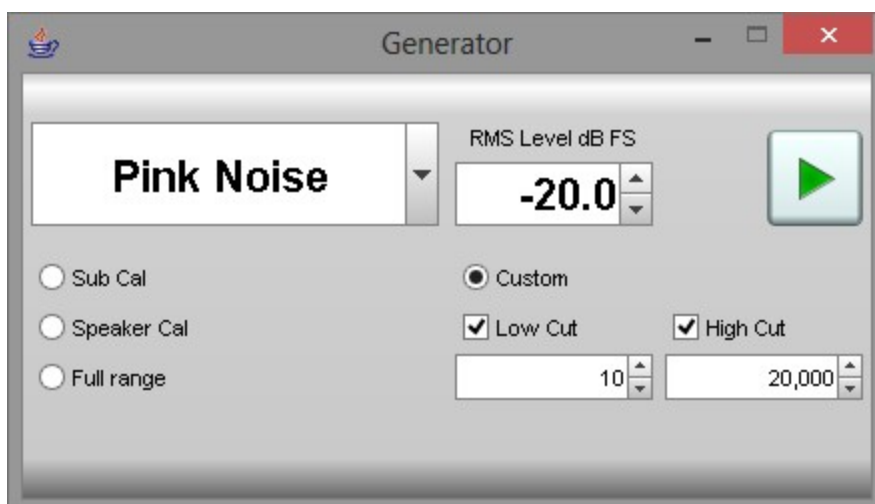 Generator
RMS Level dB FS
Pink Noise
-20.0
Sub Cal
Custom
Speaker Cal
Low Cut
High Cut
Full range
10
20,000